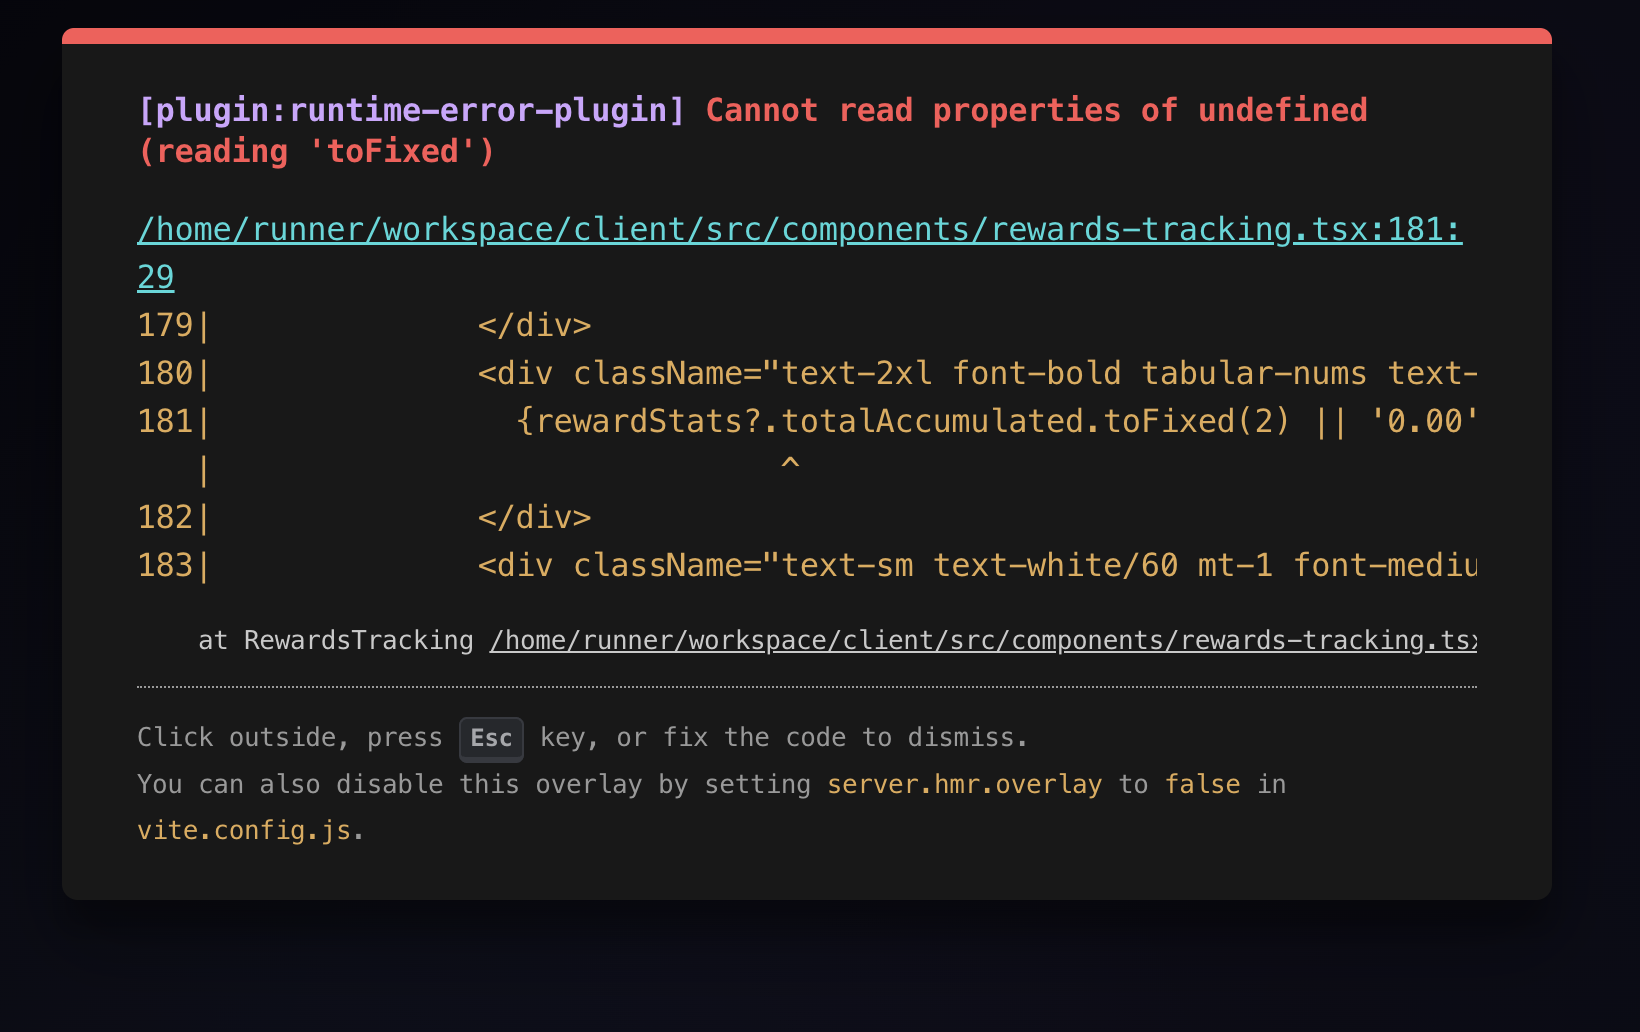 [plugin:runtime-error-plugin] Cannot read properties of undefined
(reading 'toFixed')
/home/runner/workspace/client/src/components/rewards-tracking.tsx:181:
29
179|              </div>
180|              <div className="text-2xl font-bold tabular-nums text-
181|                {rewardStats?.totalAccumulated.toFixed(2) || '0.00'
   |                              ^
182|              </div>
183|              <div className="text-sm text-white/60 mt-1 font-mediu
    at RewardsTracking /home/runner/workspace/client/src/components/rewards-tracking.tsx
Click outside, press Esc key, or fix the code to dismiss.
You can also disable this overlay by setting server.hmr.overlay to false in
vite.config.js.